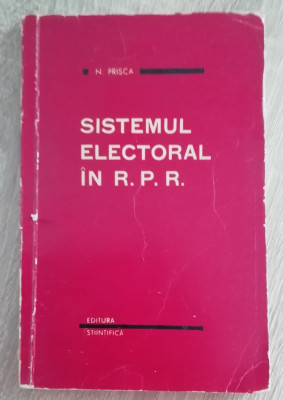 N. PRISCA
SISTEMUL
ELECTORAL
ÎN R. P. R.
EDITURA
ȘTIINȚIFICĂ